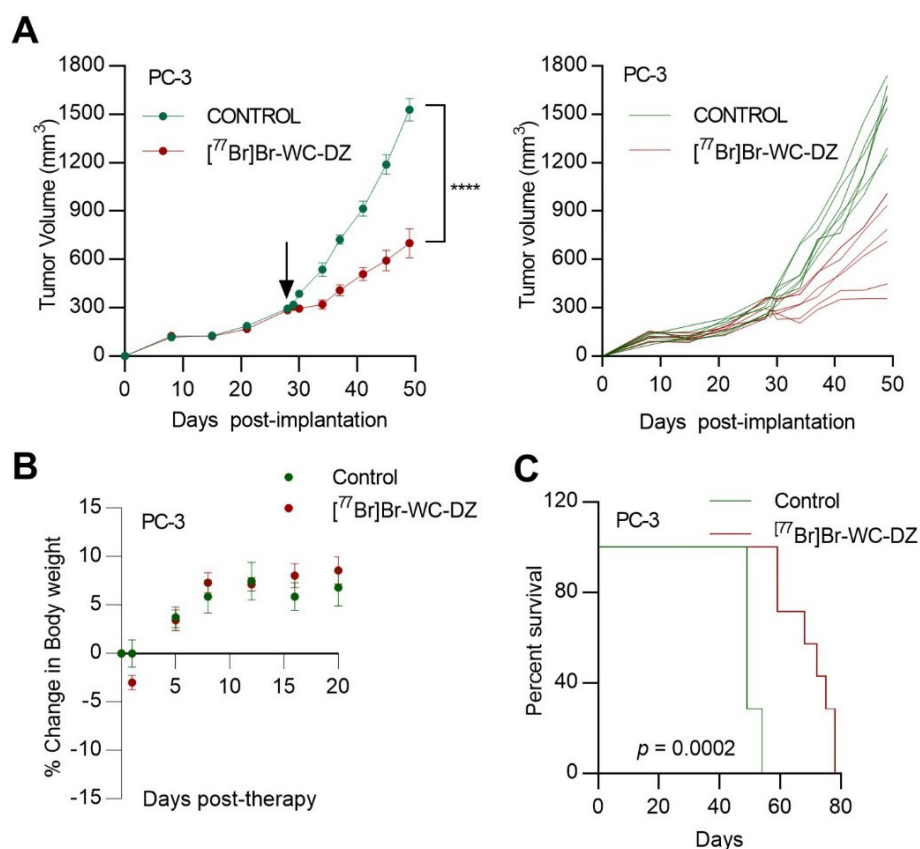 A
1800
1500
1200
900
600
300
0
Tumor Volume (mm³)
PC-3
CONTROL
[⁷⁷Br]Br-WC-DZ
****
0 10 20 30 40 50
Days post-implantation
1800
1500
1200
900
600
300
0
Tumor volume (mm³)
PC-3
CONTROL
[⁷⁷Br]Br-WC-DZ
0 10 20 30 40 50
Days post-implantation
B
Control
[⁷⁷Br]Br-WC-DZ
PC-3
15
10
5
0
-5
-10
-15
% Change in Body weight
5 10 15 20
Days post-therapy
C
Control
[⁷⁷Br]Br-WC-DZ
PC-3
120
80
40
0
Percent survival
p = 0.0002
0 20 40 60 80
Days